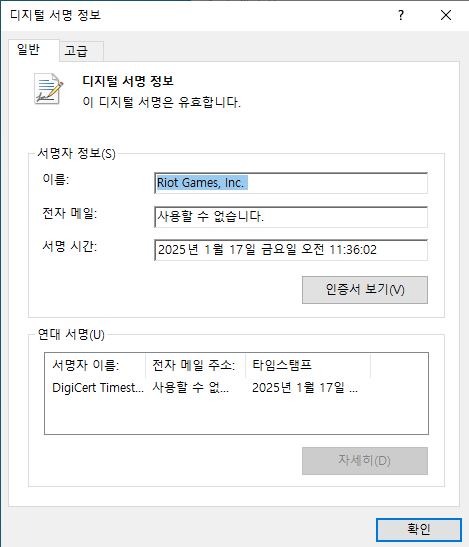 디지털 서명 정보
일반
고급
디지털 서명 정보
이 디지털 서명은 유효합니다.
서명자 정보(S)
이름:
Riot Games, Inc.
전자 메일:
사용할 수 없습니다.
서명 시간:
2025년 1월 17일 금요일 오전 11:36:02
인증서 보기(V)
연대 서명(U)
서명자 이름: 전자 메일 주소: 타임스탬프
DigiCert Timest... 사용할 수 없... 2025년 1월 17일 ...
자세히(D)
확인